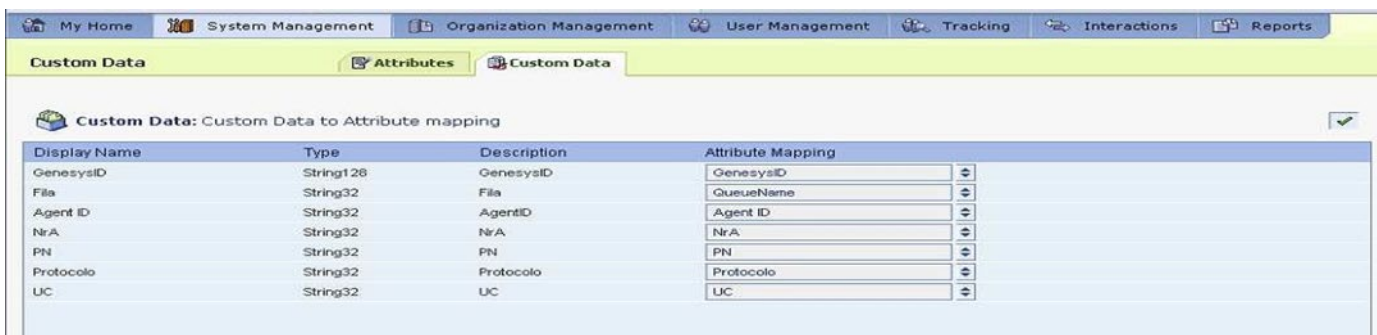 My Home System Management Organization Management User Management Tracking Interactions Reports
Custom Data Attributes Custom Data
Custom Data: Custom Data to Attribute mapping
Display Name Type Description Attribute Mapping
GenesysID String128 GenesysID GenesysID
Fila String32 Fila QueueName
Agent ID String32 AgentID Agent ID
NrA String32 NrA NrA
PN String32 PN PN
Protocolo String32 Protocolo Protocolo
UC String32 UC UC